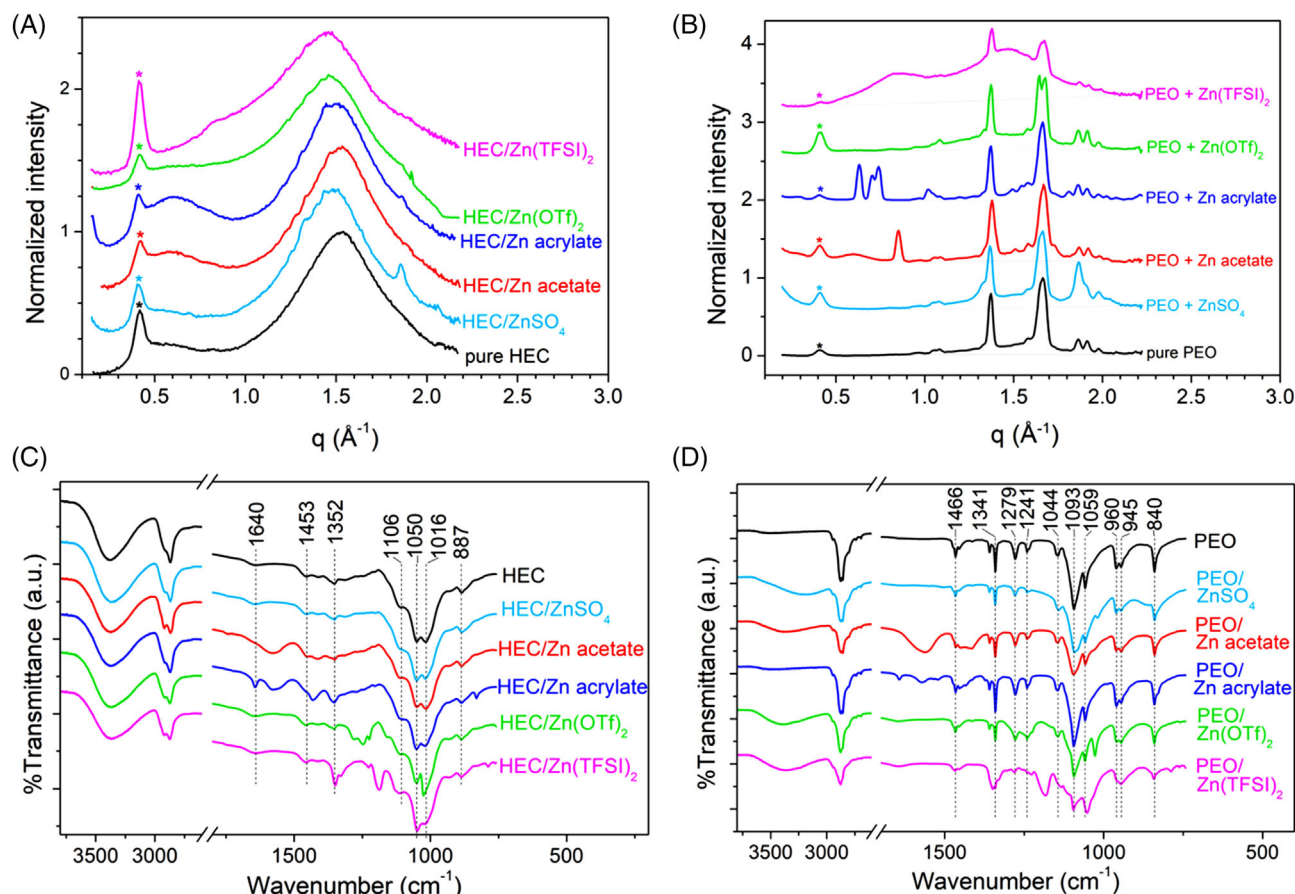 (A)
Normalized intensity
2
1
0
*
*
*
*
*
*
HEC/Zn(TFSI)₂
HEC/Zn(OTf)₂
HEC/Zn acrylate
HEC/Zn acetate
HEC/ZnSO₄
pure HEC
0.0 0.5 1.0 1.5 2.0 2.5 3.0
q (Å⁻¹)
(B)
Normalized intensity
4
3
2
1
0
*
*
*
*
*
*
PEO + Zn(TFSI)₂
PEO + Zn(OTf)₂
PEO + Zn acrylate
PEO + Zn acetate
PEO + ZnSO₄
pure PEO
0.0 0.5 1.0 1.5 2.0 2.5 3.0
q (Å⁻¹)
(C)
%Transmittance (a.u.)
1640 1453 1352 1106 1050 1016 887
HEC
HEC/ZnSO₄
HEC/Zn acetate
HEC/Zn acrylate
HEC/Zn(OTf)₂
HEC/Zn(TFSI)₂
3500 3000 1500 1000 500
Wavenumber (cm⁻¹)
(D)
%Transmittance (a.u.)
1466 1341 1279 1241 1044 1093 1059 960 945 840
PEO
PEO/
ZnSO₄
PEO/
Zn acetate
PEO/
Zn acrylate
PEO/
Zn(OTf)₂
PEO/
Zn(TFSI)₂
3500 3000 1500 1000 500
Wavenumber (cm⁻¹)